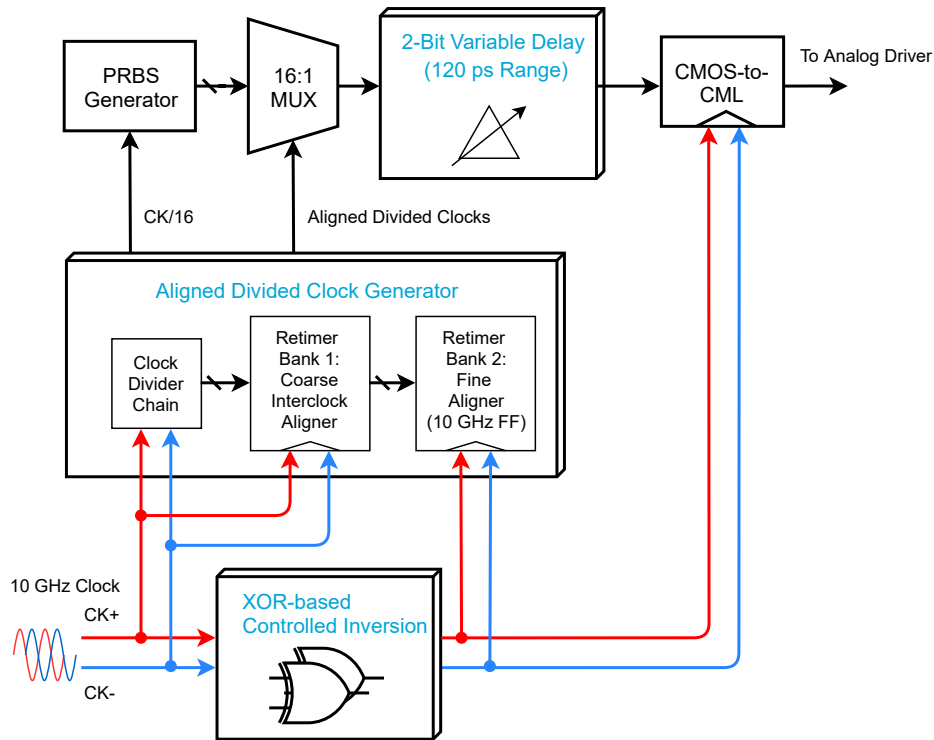 PRBS
Generator
16:1
MUX
2-Bit Variable Delay
(120 ps Range)
CMOS-to-
CML
To Analog Driver
CK/16
Aligned Divided Clocks
Aligned Divided Clock Generator
Clock
Divider
Chain
Retimer
Bank 1:
Coarse
Interclock
Aligner
Retimer
Bank 2:
Fine
Aligner
(10 GHz FF)
10 GHz Clock
CK+
CK-
XOR-based
Controlled Inversion